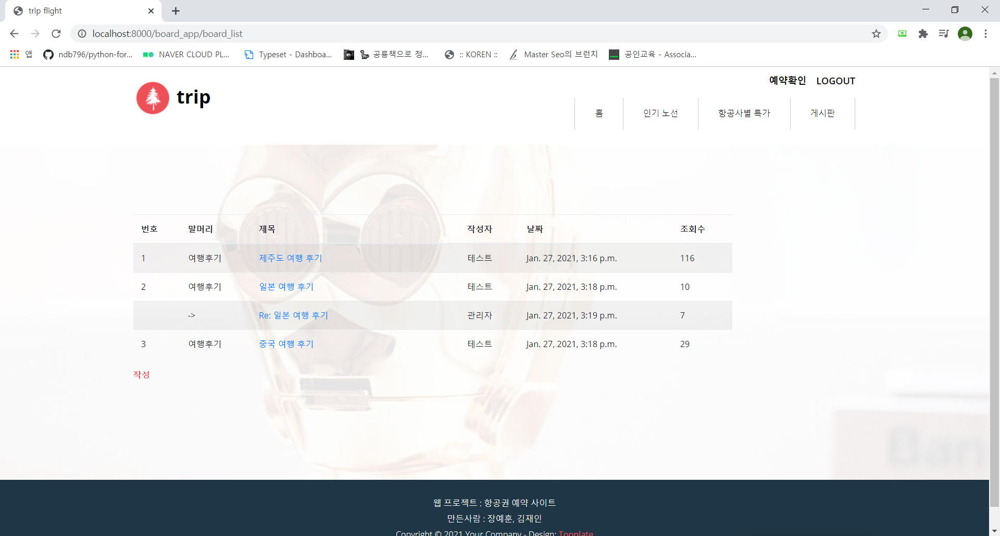 trip flight
localhost:8000/board_app/board_list
앱 ndb796/python-for... NAVER CLOUD PL... Typeset - Dashboa... 공룡책으로 정... :: KOREN :: Master Seo의 브런치 공인교육 - Associa...
예약확인 LOGOUT
trip
홈 인기 노선 항공사별 특가 게시판
번호 말머리 제목 작성자 날짜 조회수
1 여행후기 제주도 여행 후기 테스트 Jan. 27, 2021, 3:16 p.m. 116
2 여행후기 일본 여행 후기 테스트 Jan. 27, 2021, 3:18 p.m. 10
-> Re: 일본 여행 후기 관리자 Jan. 27, 2021, 3:19 p.m. 7
3 여행후기 중국 여행 후기 테스트 Jan. 27, 2021, 3:18 p.m. 29
작성
Ban
웹 프로젝트 : 항공권 예약 사이트
만든사람 : 장예훈, 김재인
Copyright © 2021 Your Company - Design: Tooplate